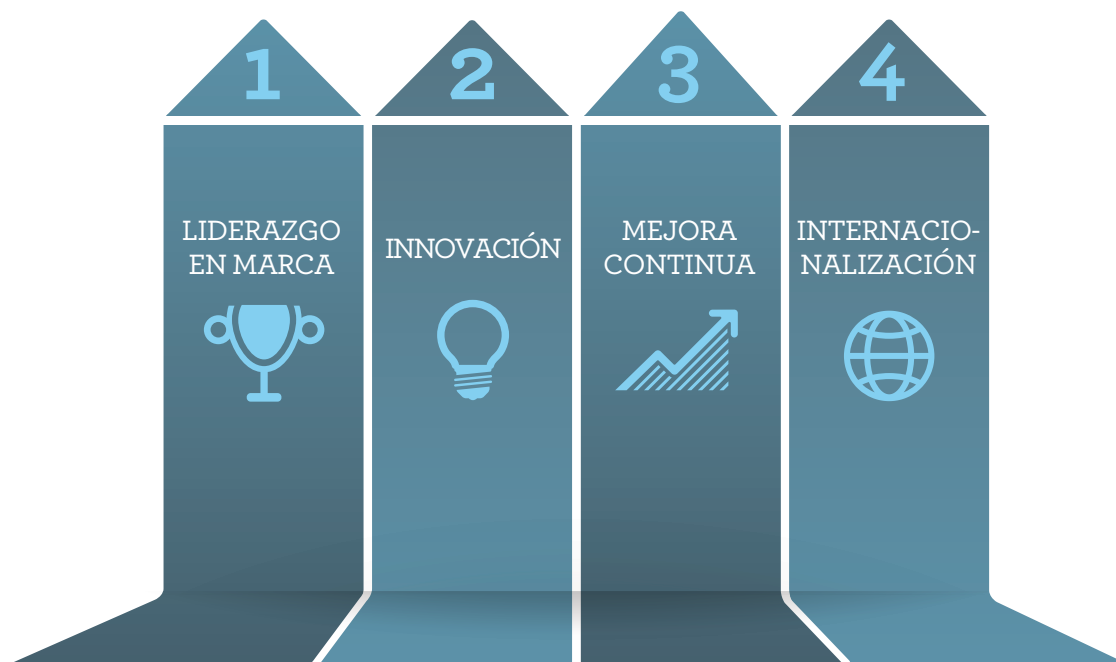 1
2
3
4
LIDERAZGO
EN MARCA
INNOVACIÓN
MEJORA
CONTINUA
INTERNACIO-
NALIZACIÓN